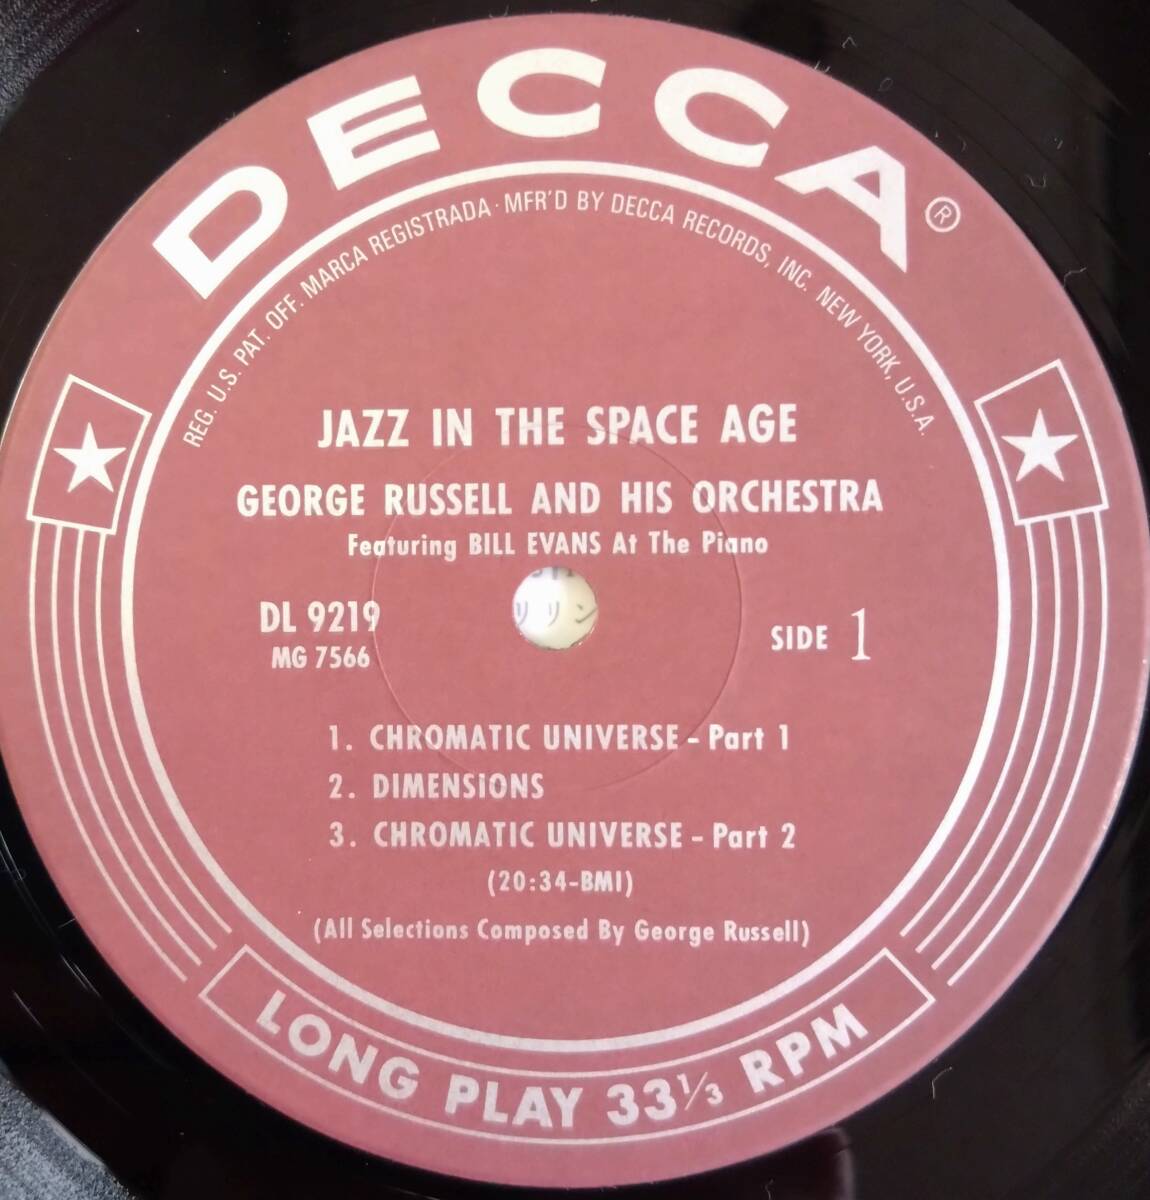 DECCA®
REG. U.S. PAT. OFF. MARCA REGISTRADA · MFR'D BY DECCA RECORDS, INC. NEW YORK, U.S.A.
JAZZ IN THE SPACE AGE
GEORGE RUSSELL AND HIS ORCHESTRA
Featuring BILL EVANS At The Piano
DL 9219
MG 7566
SIDE 1
リリン
1. CHROMATIC UNIVERSE - Part 1
2. DIMENSIONS
3. CHROMATIC UNIVERSE - Part 2
(20:34-BMI)
(All Selections Composed By George Russell)
LONG PLAY 33⅓ RPM